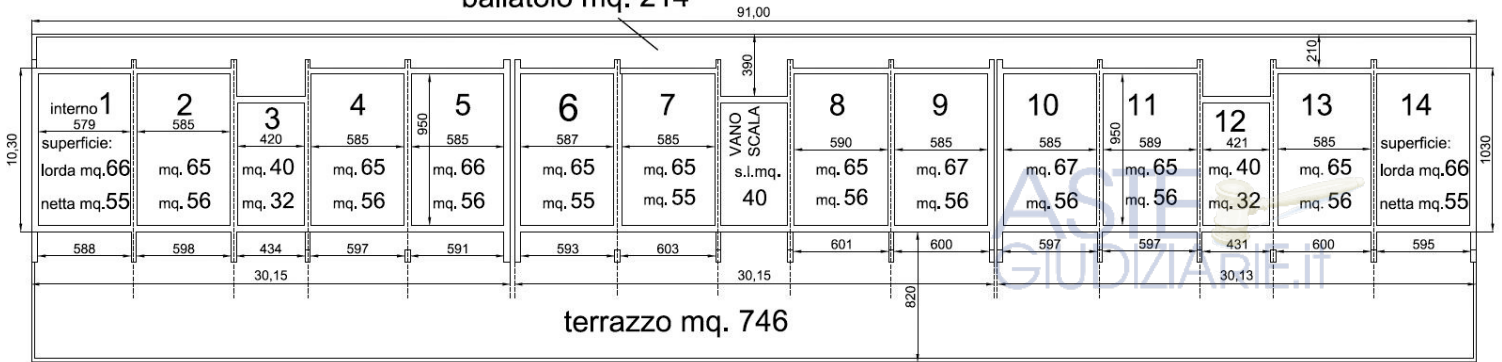 ballatoio mq. 214
91,00
390
210
10,30
1030
interno 1
579
superficie:
lorda mq. 66
netta mq. 55
2
585
mq. 65
mq. 56
3
420
mq. 40
mq. 32
4
585
mq. 65
mq. 56
5
950
585
mq. 66
mq. 56
6
587
mq. 65
mq. 55
7
585
mq. 65
mq. 55
VANO
SCALA
s.l.mq.
40
8
590
mq. 65
mq. 56
9
585
mq. 67
mq. 56
10
585
mq. 67
mq. 56
11
950
589
mq. 65
mq. 56
12
421
mq. 40
mq. 32
13
585
mq. 65
mq. 56
14
superficie:
lorda mq. 66
netta mq. 55
588 598 434 597 591 593 603 601 600 597 597 431 600 595
30,15 30,15 30,13
820
terrazzo mq. 746
ASTE
GIUDIZIARIE.it